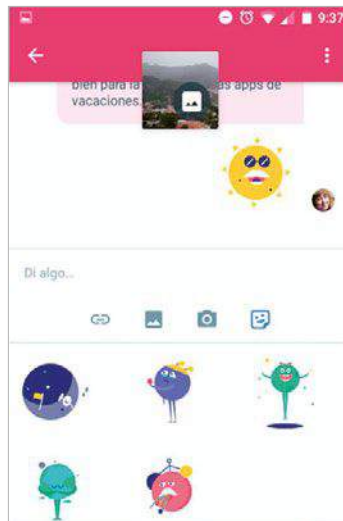 9:37
bien para la as apps de
vacaciones.
Di algo...